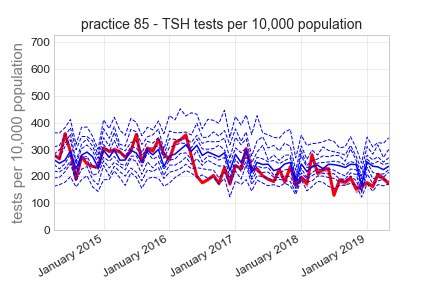 practice 85 - TSH tests per 10,000 population
tests per 10,000 population
700
600
500
400
300
200
100
0
January 2015
January 2016
January 2017
January 2018
January 2019